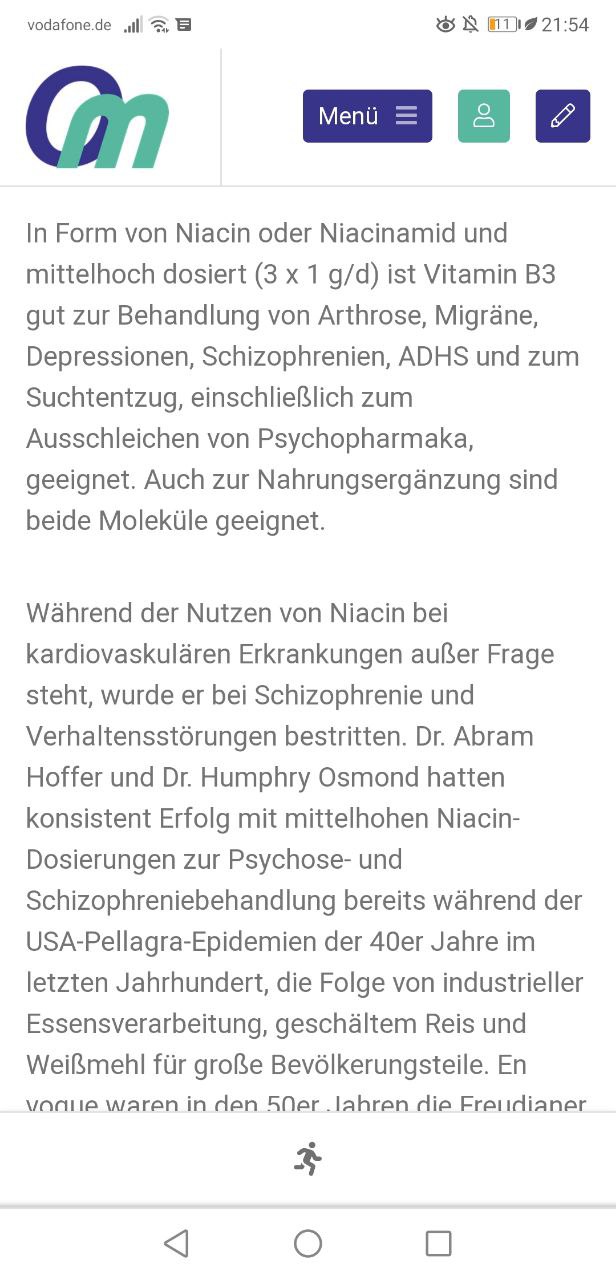 vodafone.de
11
21:54
Om
Menü
In Form von Niacin oder Niacinamid und
mittelhoch dosiert (3 x 1 g/d) ist Vitamin B3
gut zur Behandlung von Arthrose, Migräne,
Depressionen, Schizophrenien, ADHS und zum
Suchtentzug, einschließlich zum
Ausschleichen von Psychopharmaka,
geeignet. Auch zur Nahrungsergänzung sind
beide Moleküle geeignet.
Während der Nutzen von Niacin bei
kardiovaskulären Erkrankungen außer Frage
steht, wurde er bei Schizophrenie und
Verhaltensstörungen bestritten. Dr. Abram
Hoffer und Dr. Humphry Osmond hatten
konsistent Erfolg mit mittelhohen Niacin-
Dosierungen zur Psychose- und
Schizophreniebehandlung bereits während der
USA-Pellagra-Epidemien der 40er Jahre im
letzten Jahrhundert, die Folge von industrieller
Essensverarbeitung, geschältem Reis und
Weißmehl für große Bevölkerungsteile. En
vogue waren in den 50er Jahren die Freudianer